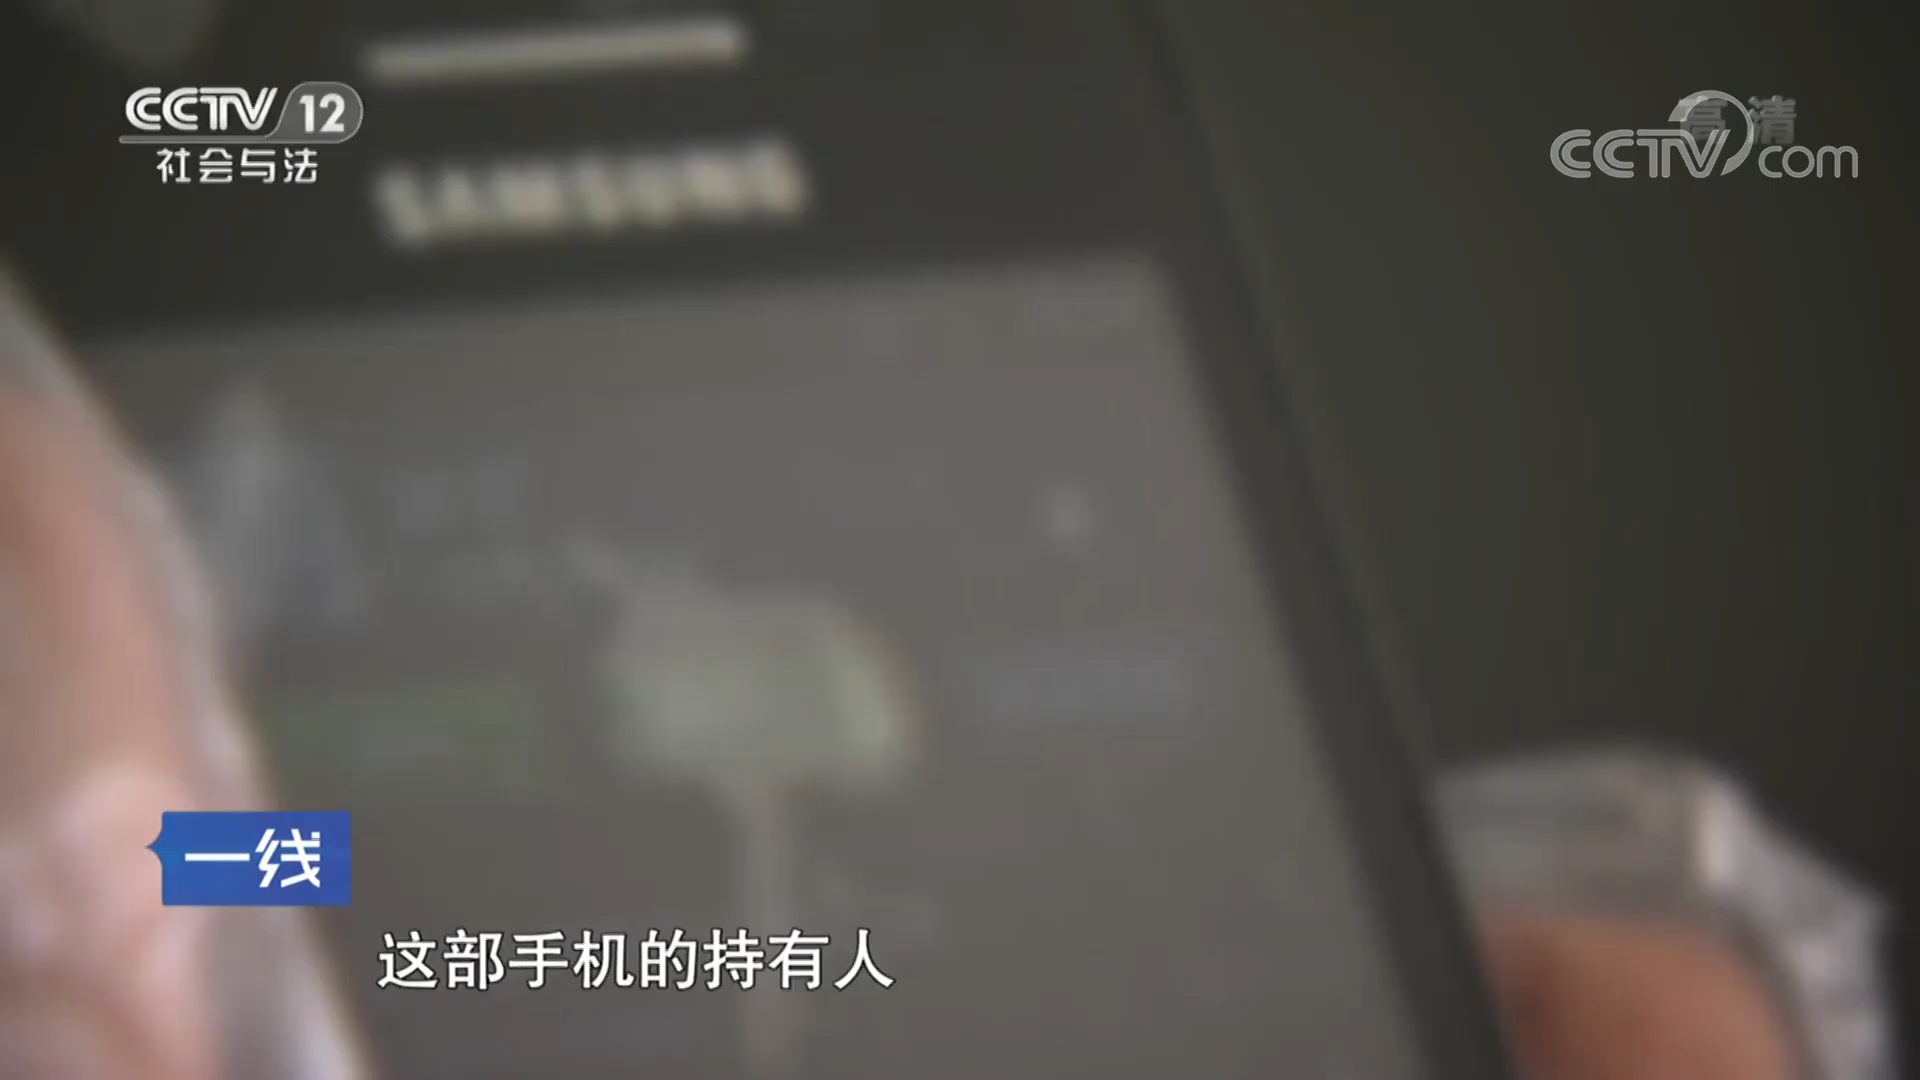 CCTV 12
社会与法
高清
CCTV com
SAMSUNG
一线
这部手机的持有人